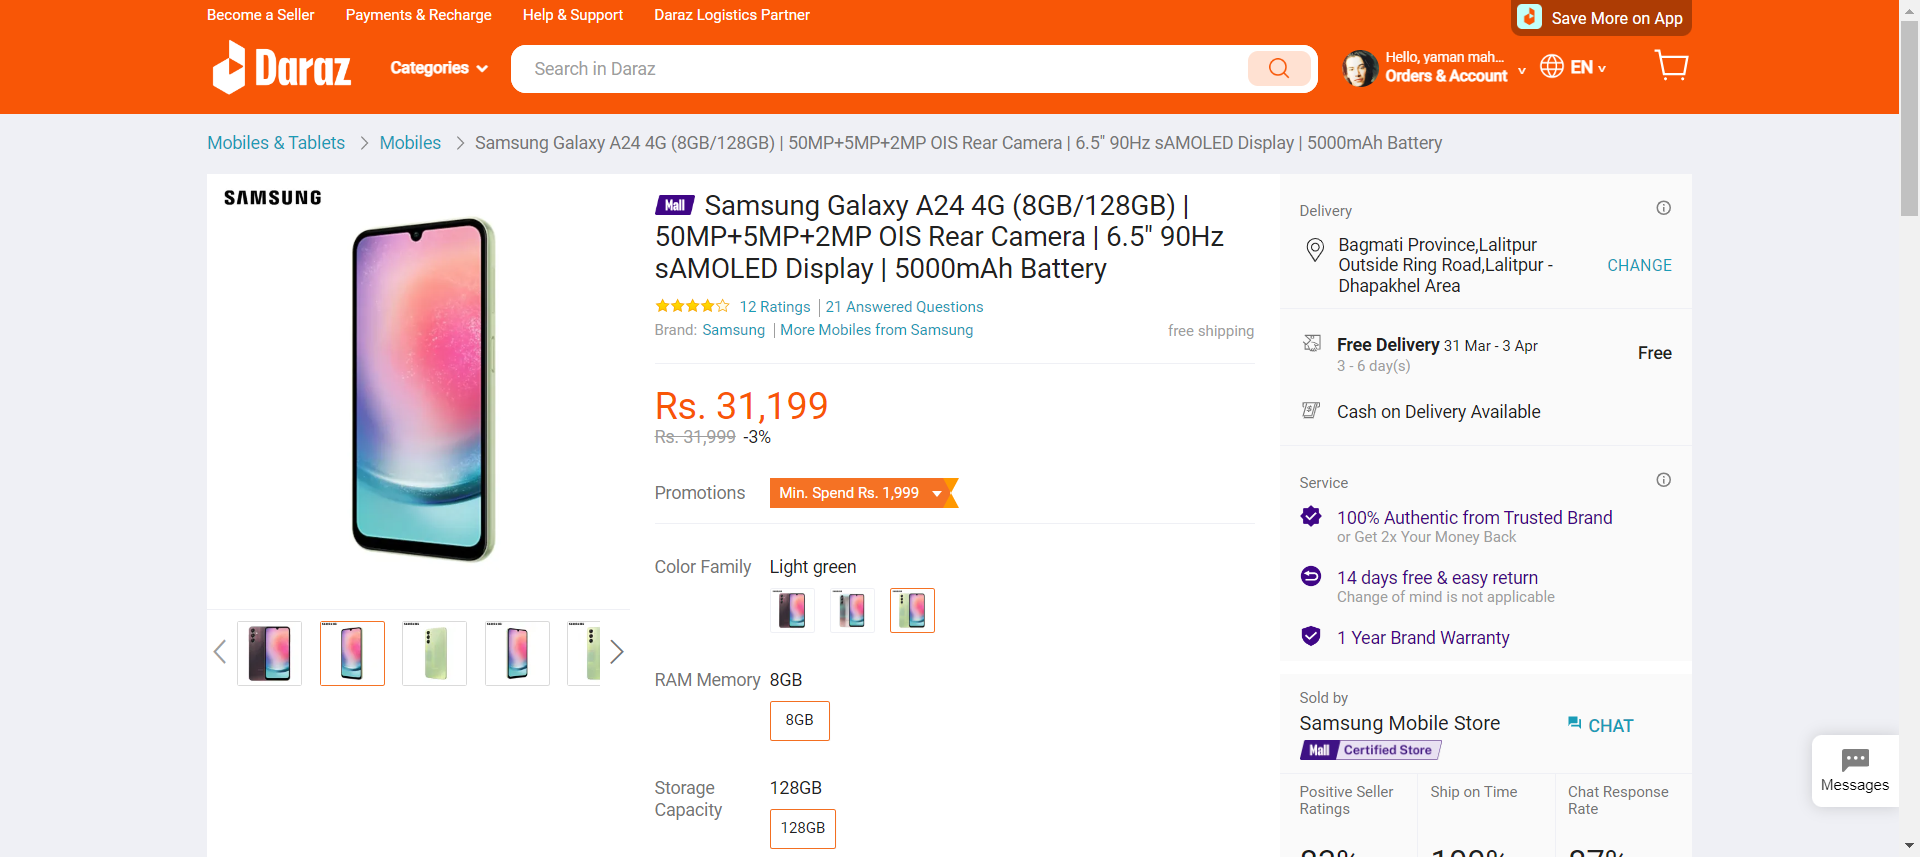 Become a Seller
Payments & Recharge
Help & Support
Daraz Logistics Partner
Save More on App
Daraz
Categories
Search in Daraz
Hello, yaman mah...
Orders & Account
EN
Mobiles & Tablets
Mobiles
Samsung Galaxy A24 4G (8GB/128GB) | 50MP+5MP+2MP OIS Rear Camera | 6.5" 90Hz sAMOLED Display | 5000mAh Battery
SAMSUNG
Mall Samsung Galaxy A24 4G (8GB/128GB) |
50MP+5MP+2MP OIS Rear Camera | 6.5" 90Hz
sAMOLED Display | 5000mAh Battery
12 Ratings
21 Answered Questions
Brand: Samsung | More Mobiles from Samsung
free shipping
Rs. 31,199
Rs. 31,999 -3%
Promotions
Min. Spend Rs. 1,999
Color Family
Light green
RAM Memory
8GB
8GB
Storage
Capacity
128GB
128GB
Delivery
Bagmati Province,Lalitpur
Outside Ring Road,Lalitpur -
Dhapakhel Area
CHANGE
Free Delivery 31 Mar - 3 Apr
3 - 6 day(s)
Free
Cash on Delivery Available
Service
100% Authentic from Trusted Brand
or Get 2x Your Money Back
14 days free & easy return
Change of mind is not applicable
1 Year Brand Warranty
Sold by
Samsung Mobile Store
CHAT
Mall Certified Store
Positive Seller
Ratings
Ship on Time
Chat Response
Rate
Messages